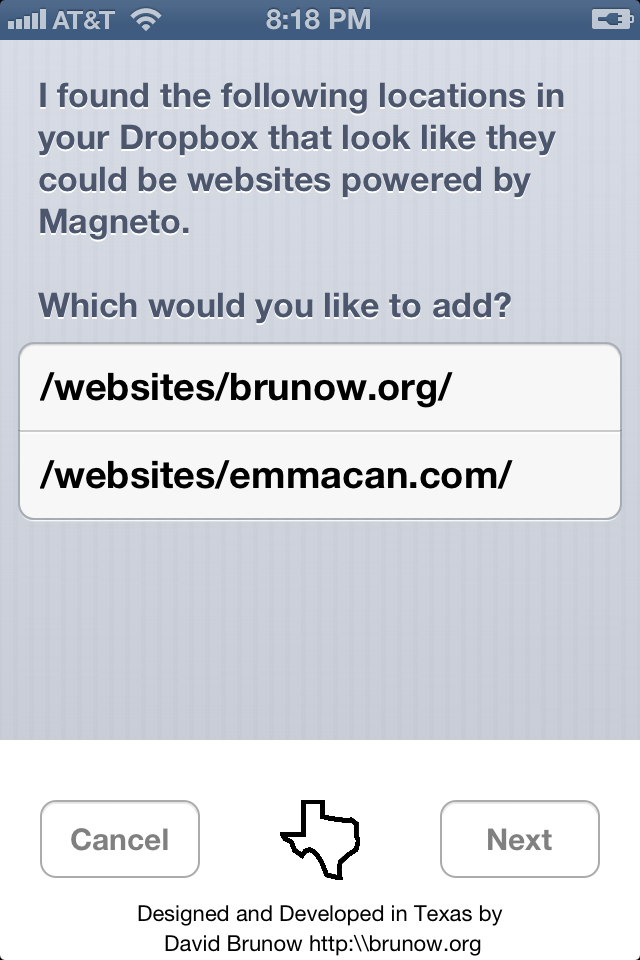 AT&T 8:18 PM
I found the following locations in
your Dropbox that look like they
could be websites powered by
Magneto.
Which would you like to add?
/websites/brunow.org/
/websites/emmacan.com/
Cancel Next
Designed and Developed in Texas by
David Brunow http:\\brunow.org